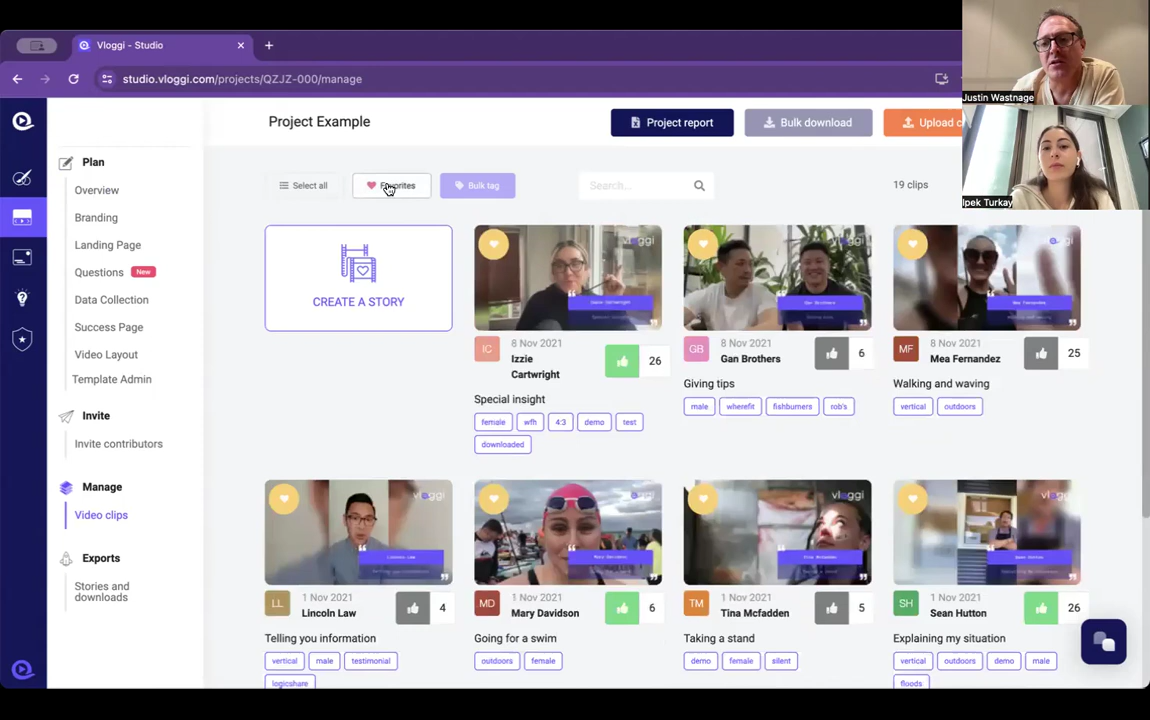 Vloggi - Studio
studio.vloggi.com/projects/QZJZ-000/manage
Justin Wastnage
Ipek Turkay
Project Example
Project report
Bulk download
Upload c
Plan
Overview
Branding
Landing Page
Questions New
Data Collection
Success Page
Video Layout
Template Admin
Invite
Invite contributors
Manage
Video clips
Exports
Stories and
downloads
Select all
Favorites
Bulk tag
Search...
19 clips
CREATE A STORY
IC
8 Nov 2021
Izzie
Cartwright
26
Special insight
female wfh 4:3 demo test
downloaded
GB
8 Nov 2021
Gan Brothers
6
Giving tips
male wherefit fishburners rob's
MF
8 Nov 2021
Mea Fernandez
25
Walking and waving
vertical outdoors
LL
1 Nov 2021
Lincoln Law
4
Telling you information
vertical male testimonial
logicshare
MD
1 Nov 2021
Mary Davidson
6
Going for a swim
outdoors female
TM
1 Nov 2021
Tina Mcfadden
5
Taking a stand
demo female silent
SH
1 Nov 2021
Sean Hutton
26
Explaining my situation
vertical outdoors demo male
floods